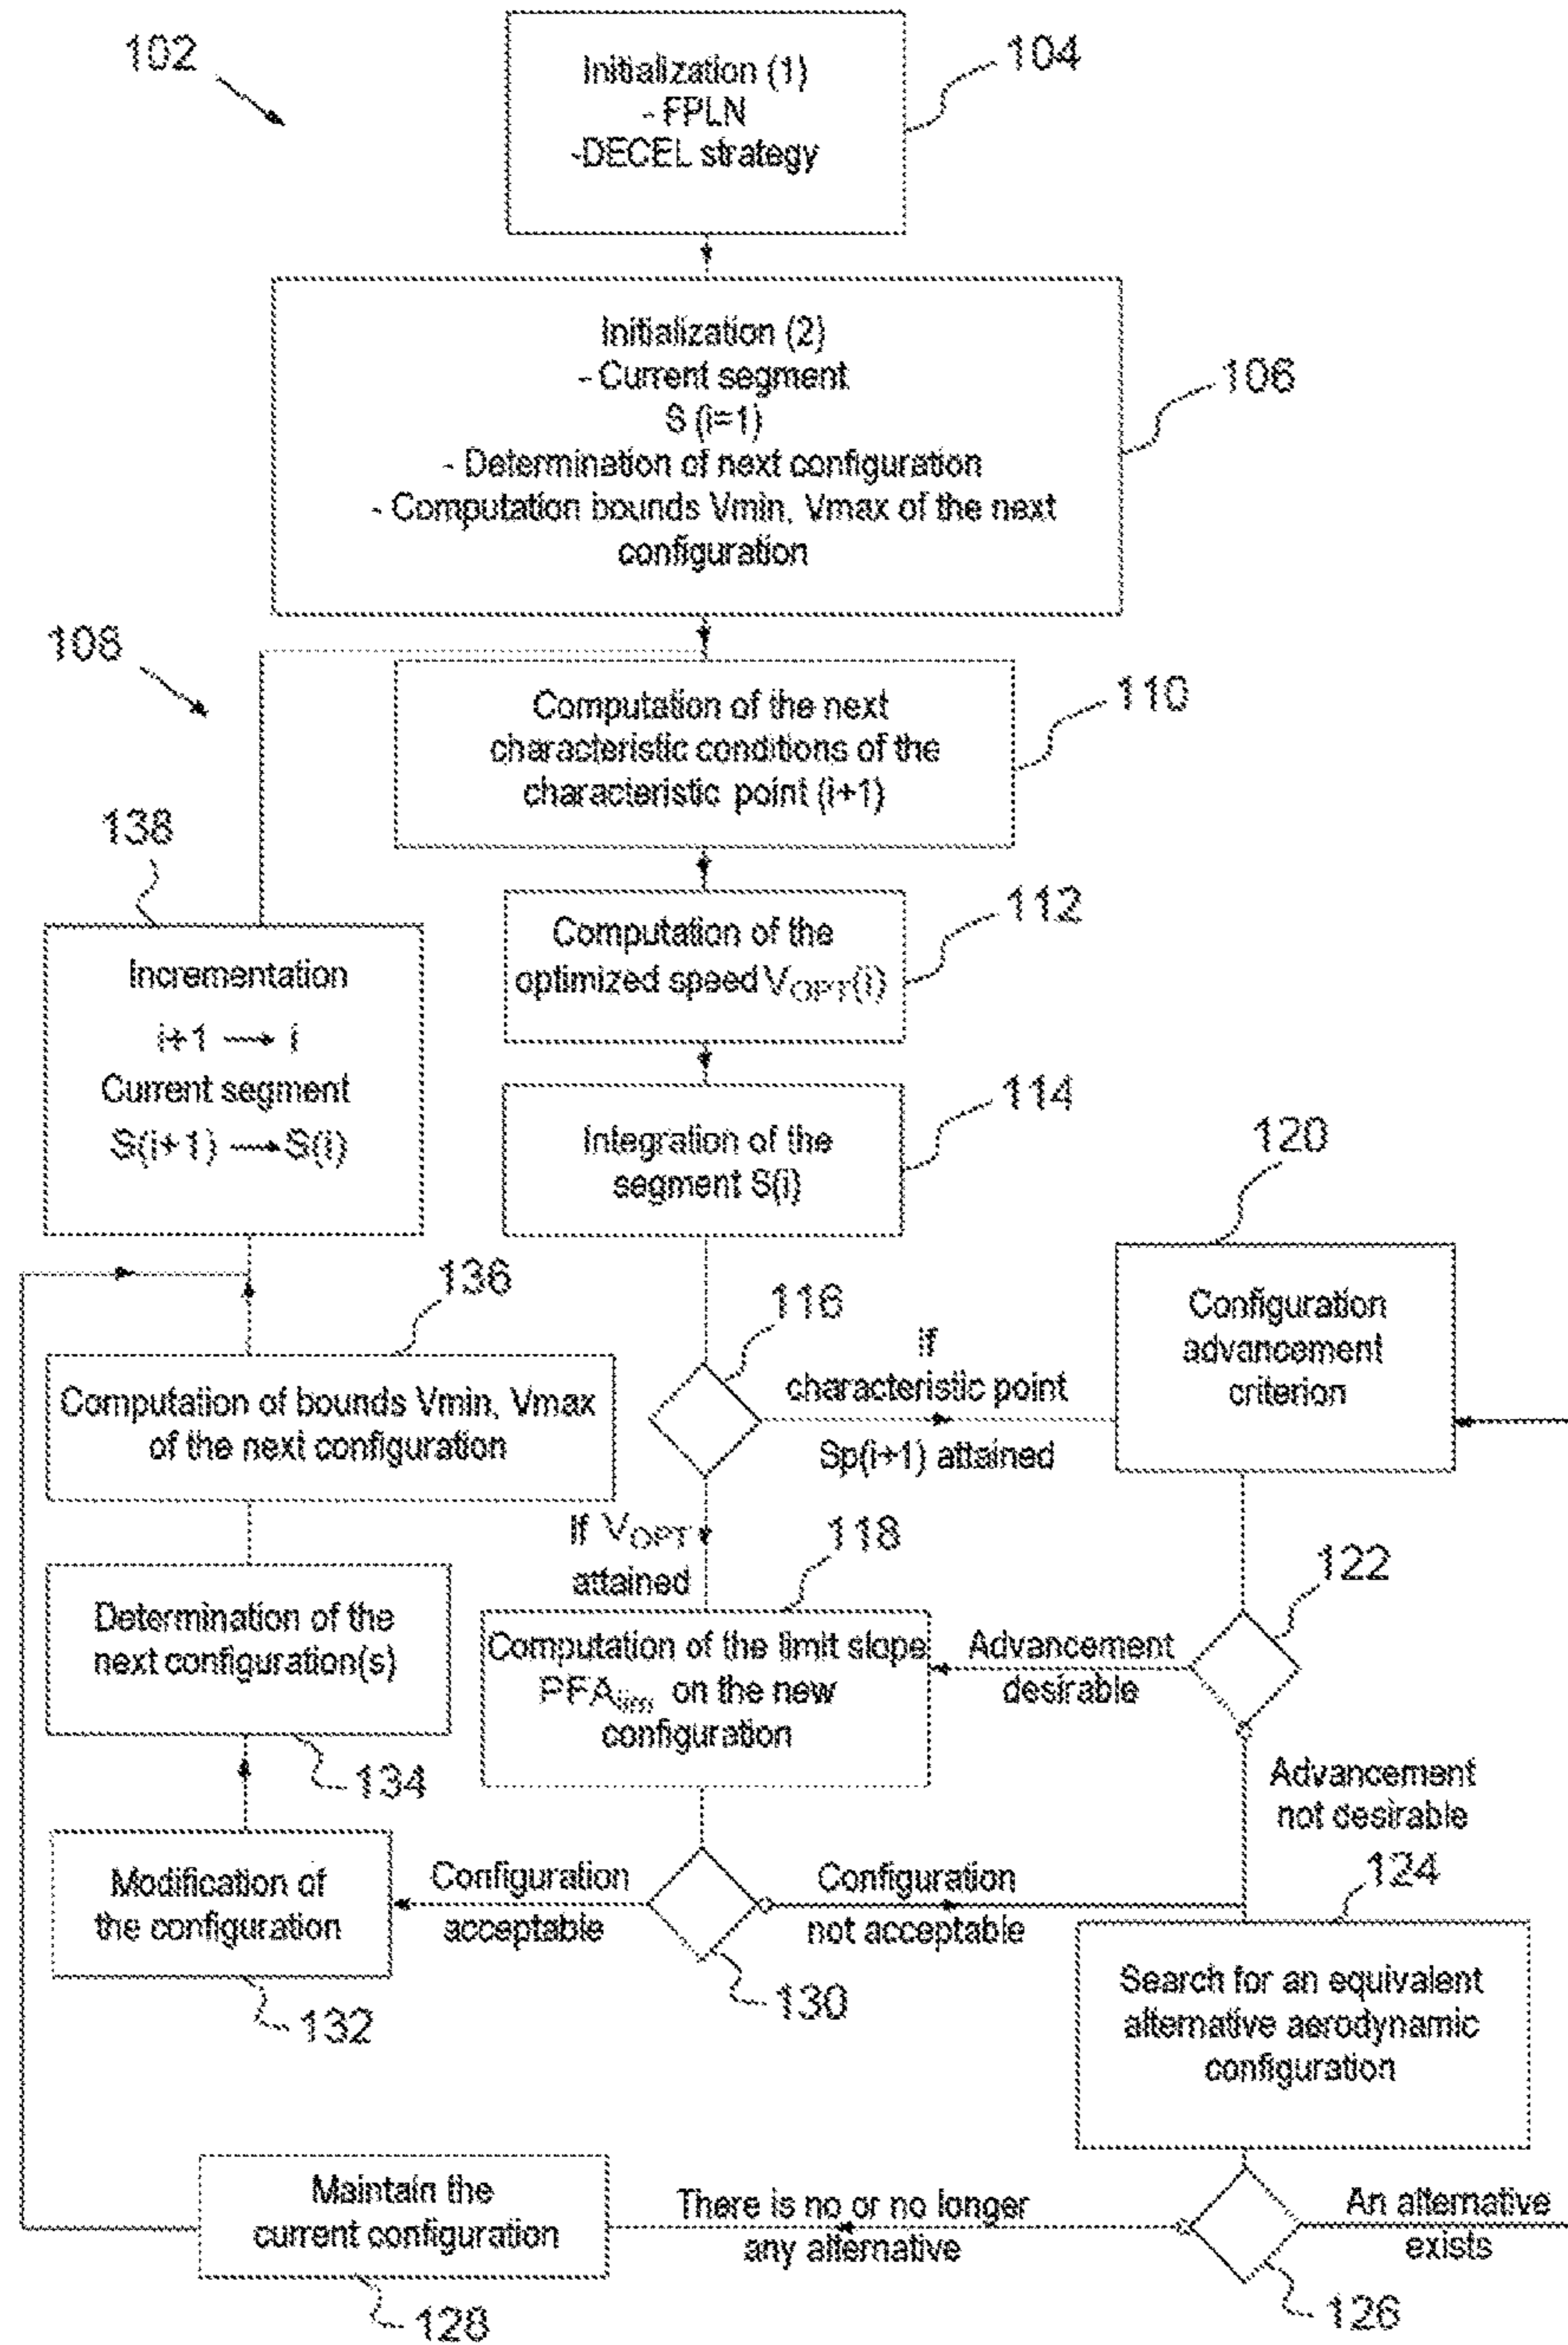 102
Initialization (1)
- FPLN
-DECEL strategy
104
Initialization (2)
- Current segment
S (i=1)
- Determination of next configuration
- Computation bounds Vmin, Vmax of the next
configuration
106
108
Computation of the next
characteristic conditions of the
characteristic point (i+1)
110
138
Incrementation
i+1 → i
Current segment
S(i+1) → S(i)
Computation of the
optimized speed VOPT(i)
112
Integration of the
segment S(i)
114
120
Configuration
advancement
criterion
136
Computation of bounds Vmin, Vmax
of the next configuration
116
if
characteristic point
Sp(i+1) attained
If VOPT
attained
118
122
Determination of the
next configuration(s)
134
Computation of the limit slope
PFAlim on the new
configuration
Advancement
desirable
Advancement
not desirable
124
Modification of
the configuration
132
Configuration
acceptable
Configuration
not acceptable
130
Search for an equivalent
alternative aerodynamic
configuration
Maintain the
current configuration
128
There is no or no longer
any alternative
An alternative
exists
126